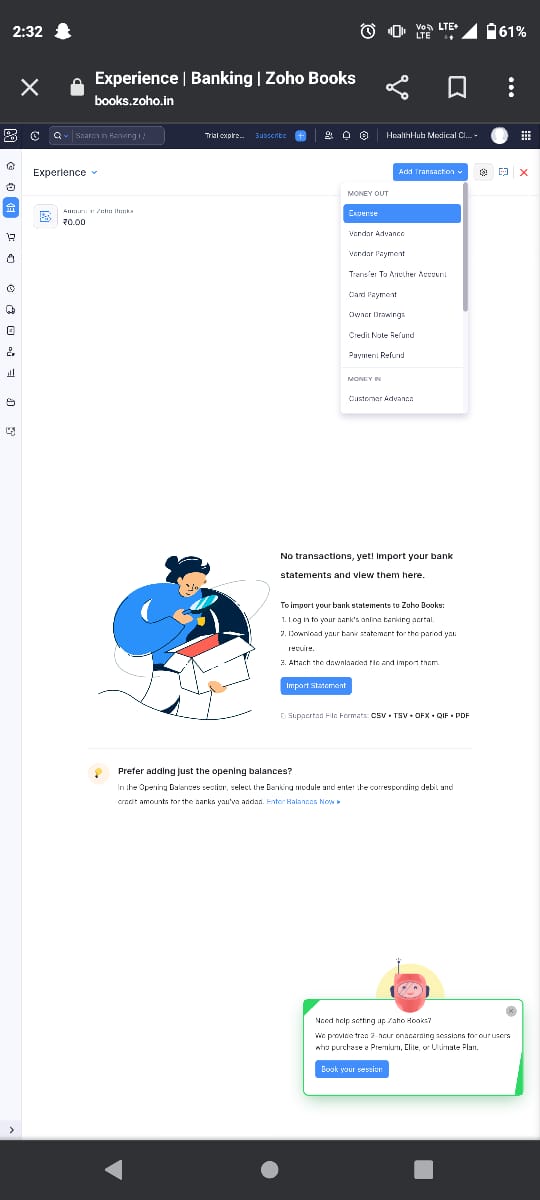 2:32
Vo)) LTE
LTE+
61%
Experience | Banking | Zoho Books
books.zoho.in
Search in Banking ( / )
Trial expire...
Subscribe
HealthHub Medical Cl...
Experience
Add Transaction
Amount in Zoho Books
₹0.00
MONEY OUT
Expense
Vendor Advance
Vendor Payment
Transfer To Another Account
Card Payment
Owner Drawings
Credit Note Refund
Payment Refund
MONEY IN
Customer Advance
No transactions, yet! Import your bank
statements and view them here.
To import your bank statements to Zoho Books:
1. Log in to your bank's online banking portal.
2. Download your bank statement for the period you
require.
3. Attach the downloaded file and import them.
Import Statement
Supported File Formats: CSV • TSV • OFX • QIF • PDF
Prefer adding just the opening balances?
In the Opening Balances section, select the Banking module and enter the corresponding debit and
credit amounts for the banks you've added. Enter Balances Now ▸
Need help setting up Zoho Books?
We provide free 2-hour onboarding sessions for our users
who purchase a Premium, Elite, or Ultimate Plan.
Book your session